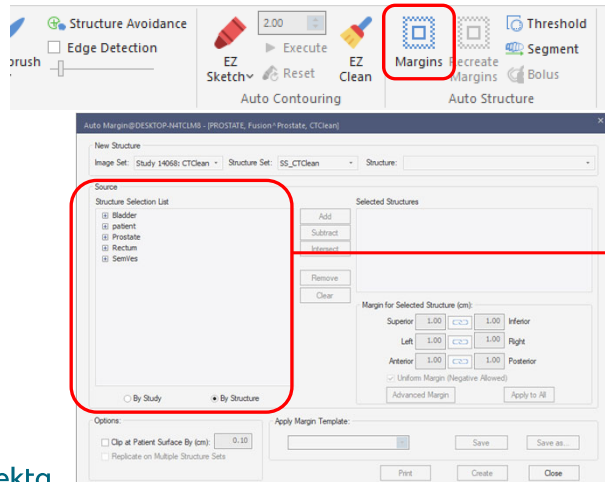 Structure Avoidance
Edge Detection
2.00
Execute
Reset
EZ
Sketch
EZ
Clean
Auto Contouring
Margins
Recreate
Margins
Threshold
Segment
Bolus
Auto Structure
Auto Margin@DESKTOP-N4TCLMB - [PROSTATE, Fusion^Prostate, CTClean]
New Structure
Image Set: Study 14068: CTClean Structure Set: SS_CTClean Structure:
Source
Structure Selection List
Selected Structures
Bladder
patient
Prostate
Rectum
SemVes
Add
Subtract
Intersect
Remove
Clear
Margin for Selected Structure (cm):
Superior 1.00 1.00 Inferior
Left 1.00 1.00 Right
Anterior 1.00 1.00 Posterior
Uniform Margin (Negative Allowed)
Advanced Margin Apply to All
By Study By Structure
Options:
Clip at Patient Surface By (cm): 0.10
Replicate on Multiple Structure Sets
Apply Margin Template:
Save Save as...
Print Create Close
ekta